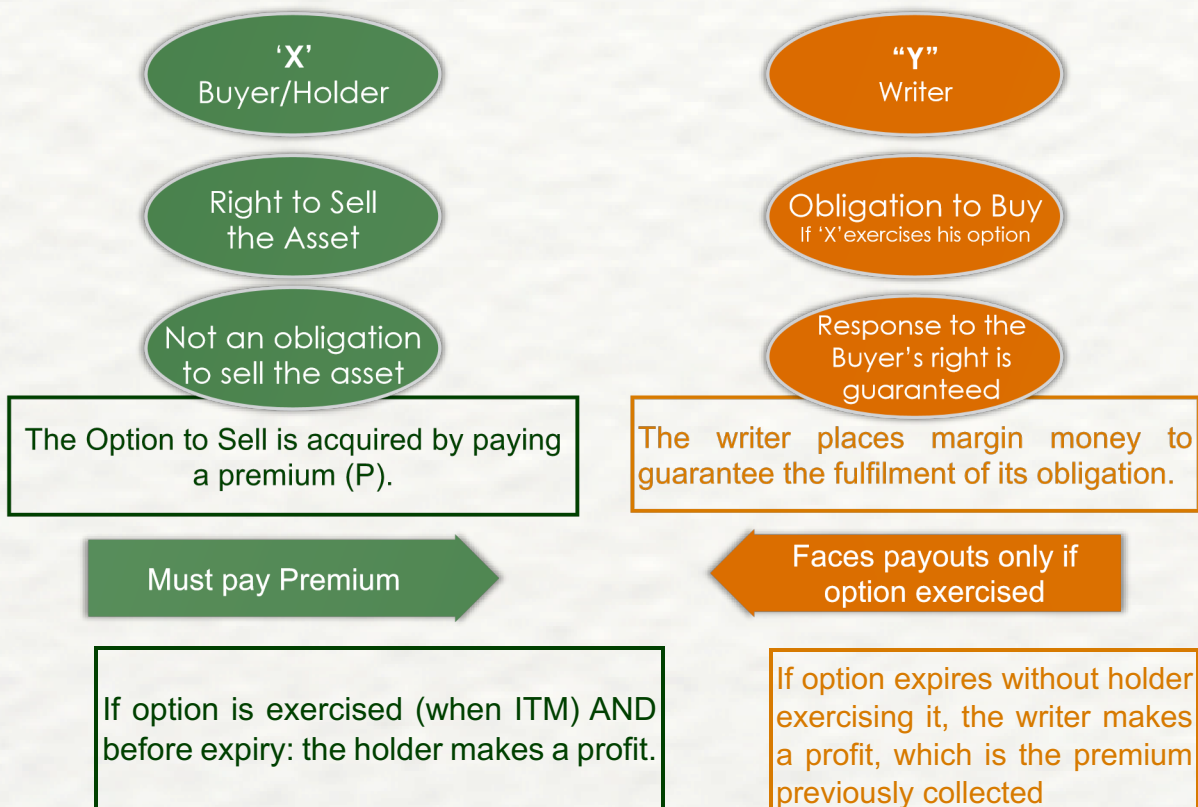 ‘X’
Buyer/Holder
Right to Sell
the Asset
Not an obligation
to sell the asset
The Option to Sell is acquired by paying
a premium (P).
Must pay Premium
If option is exercised (when ITM) AND
before expiry: the holder makes a profit.
“Y”
Writer
Obligation to Buy
If ‘X’exercises his option
Response to the
Buyer’s right is
guaranteed
The writer places margin money to
guarantee the fulfilment of its obligation.
Faces payouts only if
option exercised
If option expires without holder
exercising it, the writer makes
a profit, which is the premium
previously collected